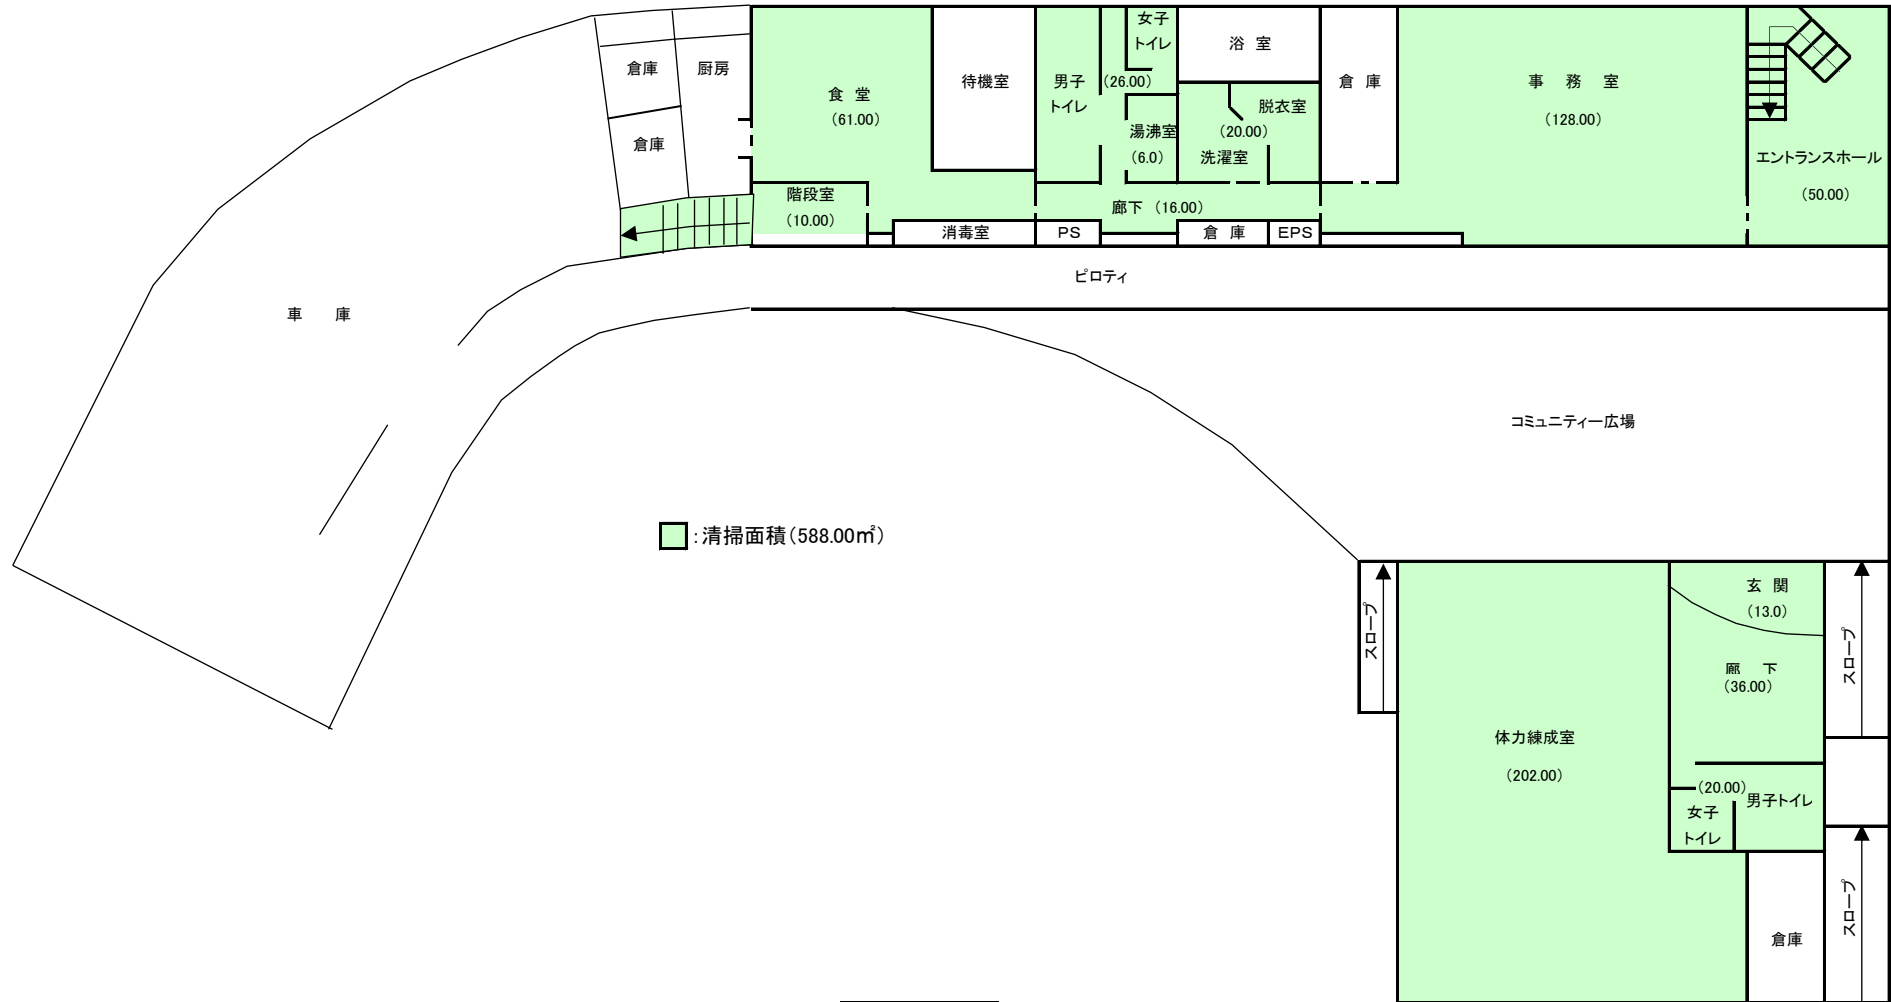 女子
トイレ
浴 室
倉庫
厨房
食 堂
(61.00)
待機室
男子
トイレ
(26.00)
倉 庫
事 務 室
(128.00)
脱衣室
(20.00)
洗濯室
湯沸室
(6.0)
倉庫
エントランスホール
(50.00)
階段室
(10.00)
廊下 (16.00)
消毒室
PS
倉 庫
EPS
ピロティ
車 庫
コミュニティー広場
:清掃面積(588.00㎡)
スロープ
玄 関
(13.0)
スロープ
廊 下
(36.00)
体力練成室
(202.00)
(20.00)
男子トイレ
女子
トイレ
倉庫
スロープ